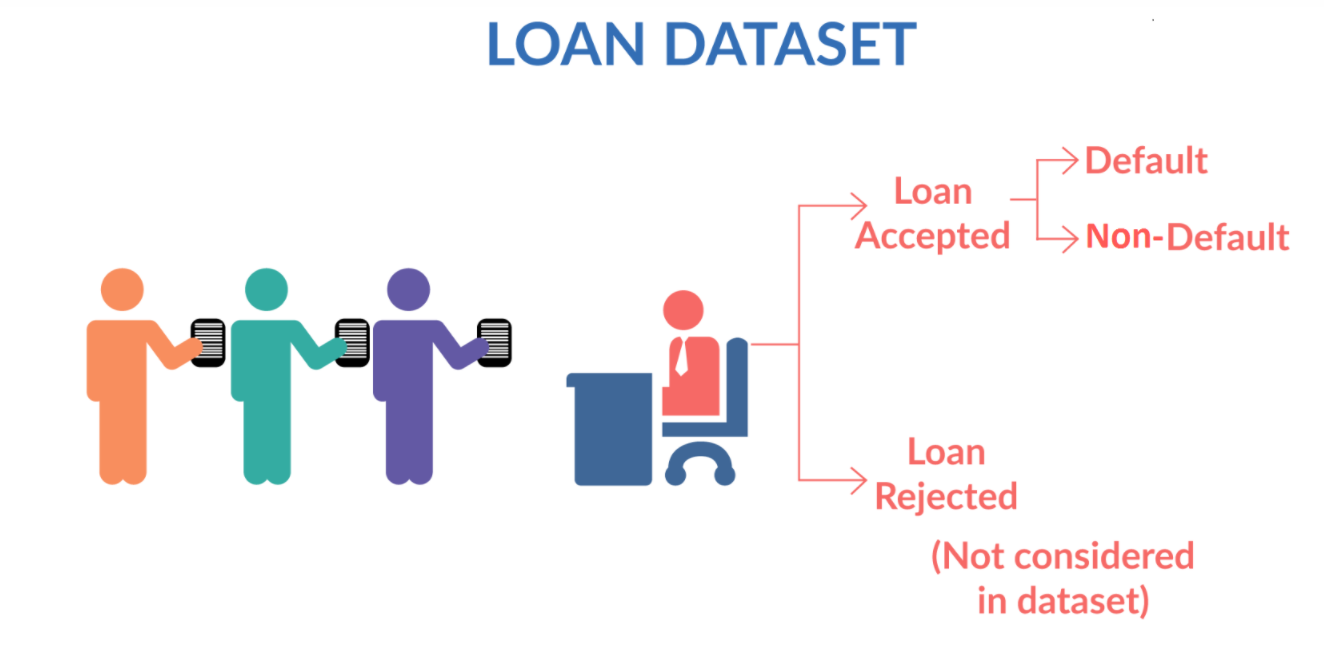 LOAN DATASET
Loan
Accepted
Default
Non-Default
Loan
Rejected
(Not considered
in dataset)